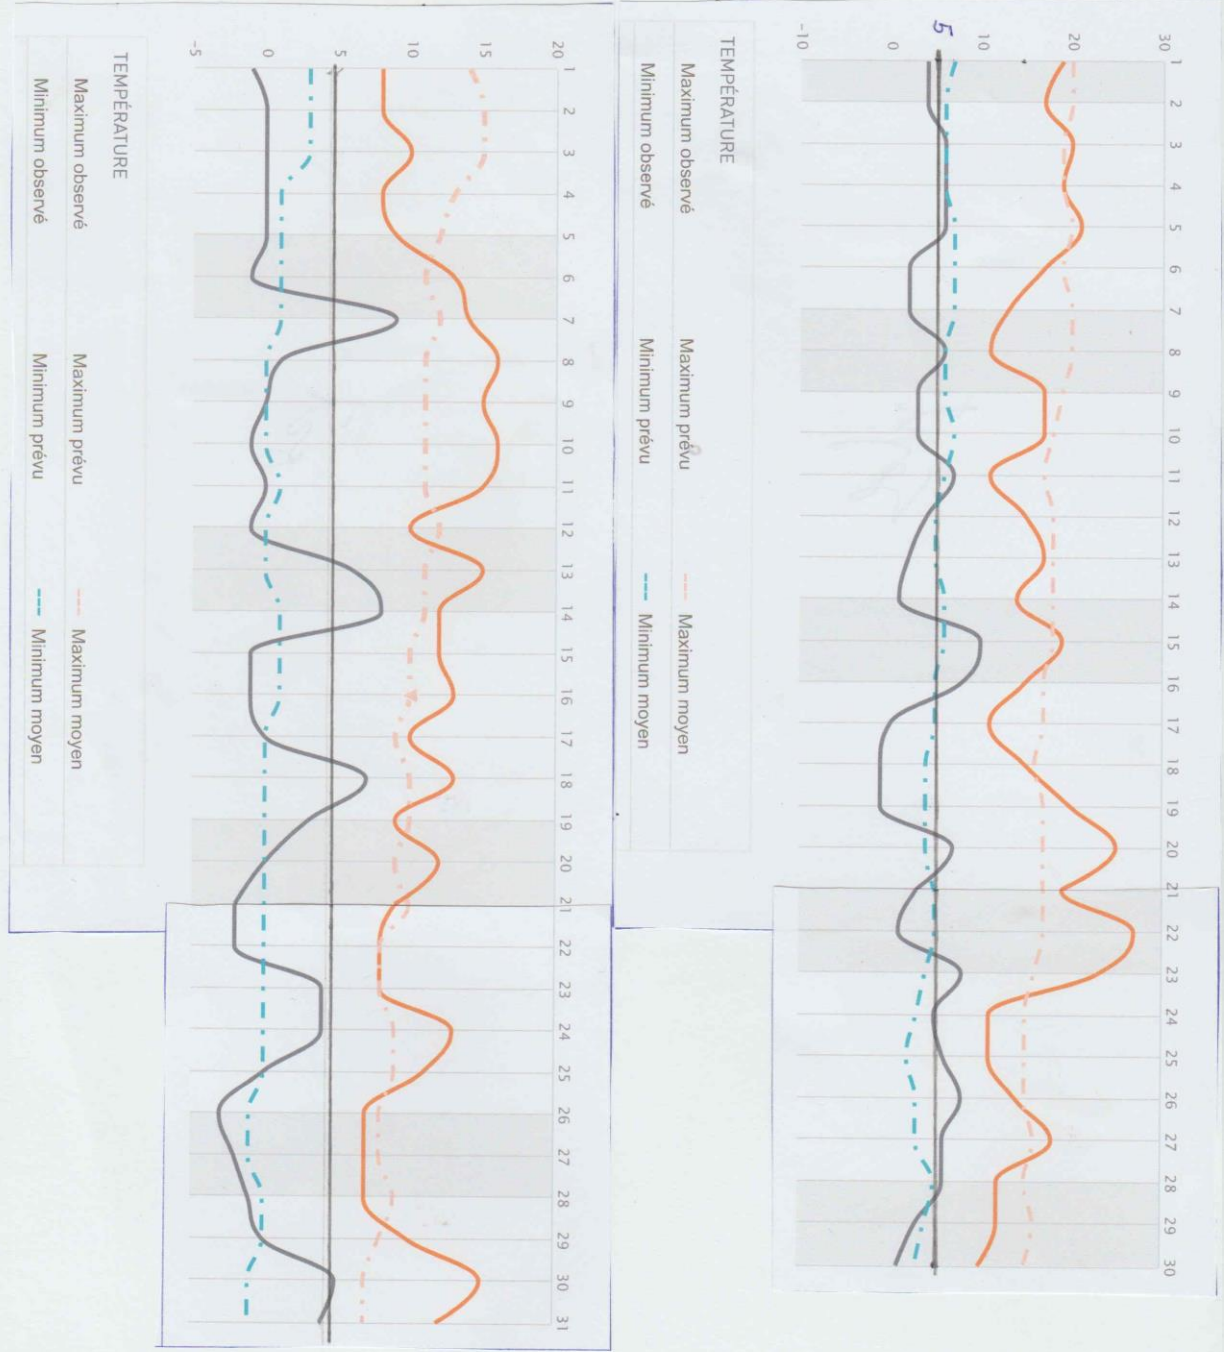 30 1 2 3 4 5 6 7 8 9 10 11 12 13 14 15 16 17 18 19 20 21 22 23 24 25 26 27 28 29 30
20
10
5
0
-10
TEMPÉRATURE
Maximum observé Maximum prévu Maximum moyen
Minimum observé Minimum prévu Minimum moyen
20 1 2 3 4 5 6 7 8 9 10 11 12 13 14 15 16 17 18 19 20 21 22 23 24 25 26 27 28 29 30 31
15
10
5
0
-5
TEMPÉRATURE
Maximum observé Maximum prévu Maximum moyen
Minimum observé Minimum prévu Minimum moyen